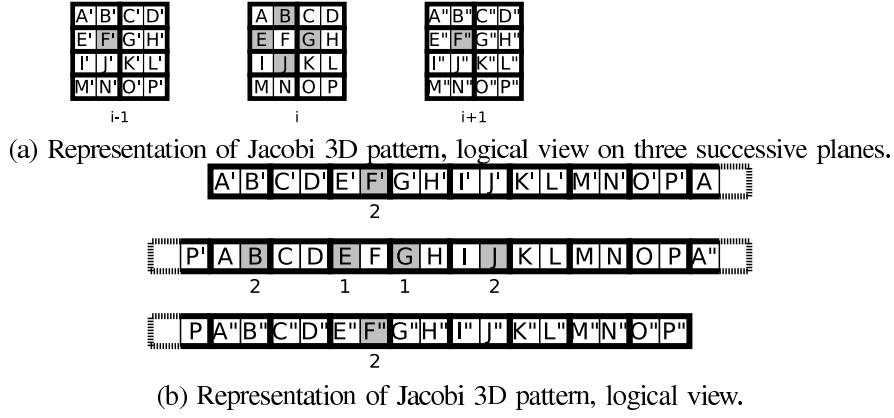 A' B' C' D' A B C D A" B" C" D"
E' F' G' H' E F G H E" F" G" H"
I' J' K' L' I J K L I" J" K" L"
M' N' O' P' M N O P M" N" O" P"
i-1 i i+1
(a) Representation of Jacobi 3D pattern, logical view on three successive planes.
A' B' C' D' E' F' G' H' I' J' K' L' M' N' O' P' A
2
P' A B C D E F G H I J K L M N O P A"
2 1 1 2
P A" B" C" D" E" F" G" H" I" J" K" L" M" N" O" P"
2
(b) Representation of Jacobi 3D pattern, logical view.